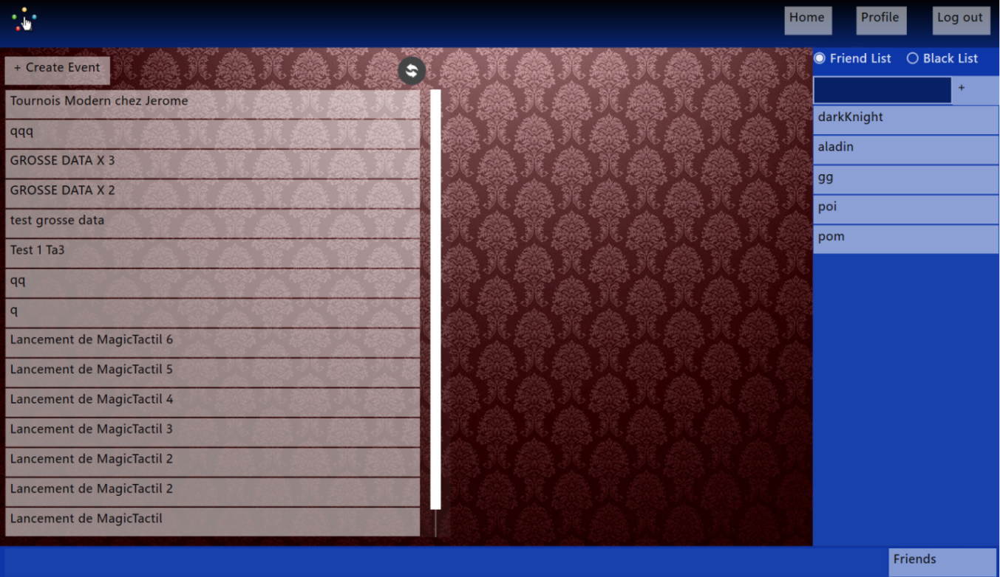 Home
Profile
Log out
+ Create Event
Friend List
Black List
+
Tournois Modern chez Jerome
qqq
GROSSE DATA X 3
GROSSE DATA X 2
test grosse data
Test 1 Ta3
qq
q
Lancement de MagicTactil 6
Lancement de MagicTactil 5
Lancement de MagicTactil 4
Lancement de MagicTactil 3
Lancement de MagicTactil 2
Lancement de MagicTactil 2
Lancement de MagicTactil
darkKnight
aladin
gg
poi
pom
Friends